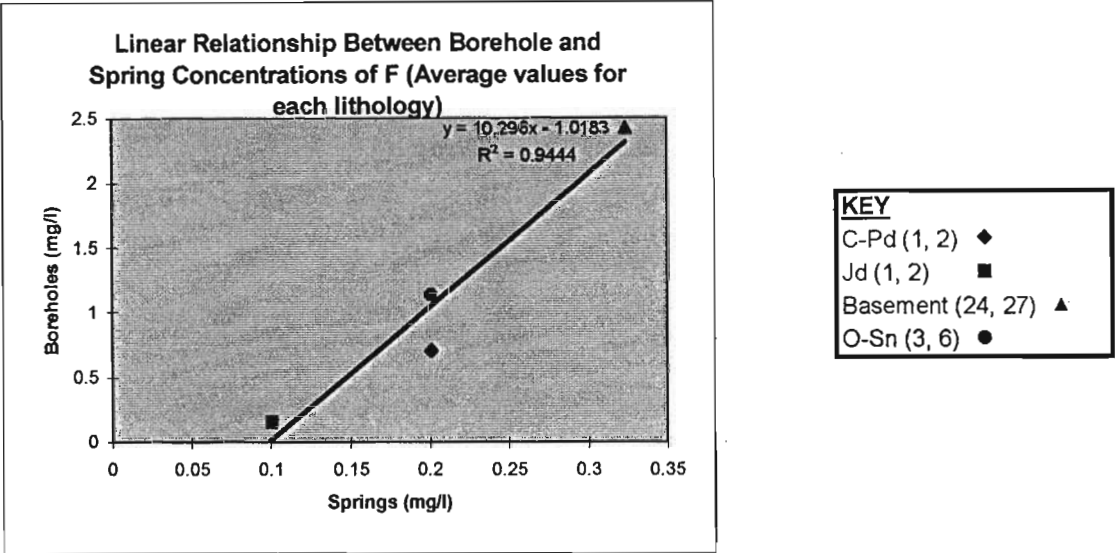 Linear Relationship Between Borehole and
Spring Concentrations of F (Average values for
each lithology)
y = 10.296x - 1.0183
R² = 0.9444
2.5
2
1.5
1
0.5
0
Boreholes (mg/l)
0 0.05 0.1 0.15 0.2 0.25 0.3 0.35
Springs (mg/l)
KEY
C-Pd (1, 2)
Jd (1, 2)
Basement (24, 27)
O-Sn (3, 6)